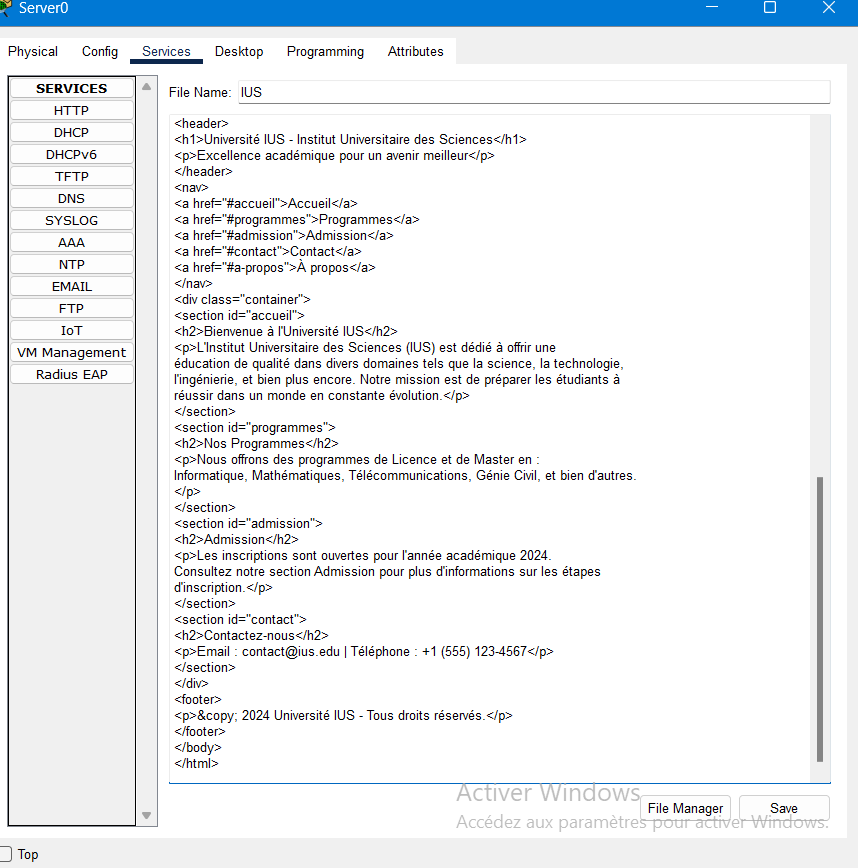 Server0
Physical Config Services Desktop Programming Attributes
SERVICES
HTTP
DHCP
DHCPv6
TFTP
DNS
SYSLOG
AAA
NTP
EMAIL
FTP
IoT
VM Management
Radius EAP
File Name: IUS
<header>
<h1>Université IUS - Institut Universitaire des Sciences</h1>
<p>Excellence académique pour un avenir meilleur</p>
</header>
<nav>
<a href="#accueil">Accueil</a>
<a href="#programmes">Programmes</a>
<a href="#admission">Admission</a>
<a href="#contact">Contact</a>
<a href="#a-propos">À propos</a>
</nav>
<div class="container">
<section id="accueil">
<h2>Bienvenue à l'Université IUS</h2>
<p>L'Institut Universitaire des Sciences (IUS) est dédié à offrir une
éducation de qualité dans divers domaines tels que la science, la technologie,
l'ingénierie, et bien plus encore. Notre mission est de préparer les étudiants à
réussir dans un monde en constante évolution.</p>
</section>
<section id="programmes">
<h2>Nos Programmes</h2>
<p>Nous offrons des programmes de Licence et de Master en :
Informatique, Mathématiques, Télécommunications, Génie Civil, et bien d'autres.
</p>
</section>
<section id="admission">
<h2>Admission</h2>
<p>Les inscriptions sont ouvertes pour l'année académique 2024.
Consultez notre section Admission pour plus d'informations sur les étapes
d'inscription.</p>
</section>
<section id="contact">
<h2>Contactez-nous</h2>
<p>Email : contact@ius.edu | Téléphone : +1 (555) 123-4567</p>
</section>
</div>
<footer>
<p>&copy; 2024 Université IUS - Tous droits réservés.</p>
</footer>
</body>
</html>
Activer Windows
Accédez aux paramètres pour activer Windows.
File Manager Save
Top